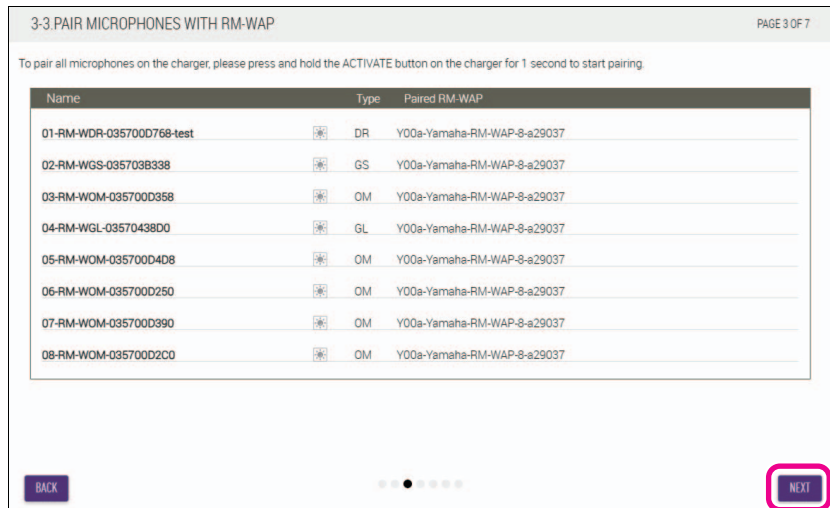 3-3.PAIR MICROPHONES WITH RM-WAP PAGE 3 OF 7
To pair all microphones on the charger, please press and hold the ACTIVATE button on the charger for 1 second to start pairing.
Name Type Paired RM-WAP
01-RM-WDR-035700D768-test DR Y00a-Yamaha-RM-WAP-8-a29037
02-RM-WGS-035703B338 GS Y00a-Yamaha-RM-WAP-8-a29037
03-RM-WOM-035700D358 OM Y00a-Yamaha-RM-WAP-8-a29037
04-RM-WGL-03570438D0 GL Y00a-Yamaha-RM-WAP-8-a29037
05-RM-WOM-035700D4D8 OM Y00a-Yamaha-RM-WAP-8-a29037
06-RM-WOM-035700D250 OM Y00a-Yamaha-RM-WAP-8-a29037
07-RM-WOM-035700D390 OM Y00a-Yamaha-RM-WAP-8-a29037
08-RM-WOM-035700D2C0 OM Y00a-Yamaha-RM-WAP-8-a29037
BACK NEXT